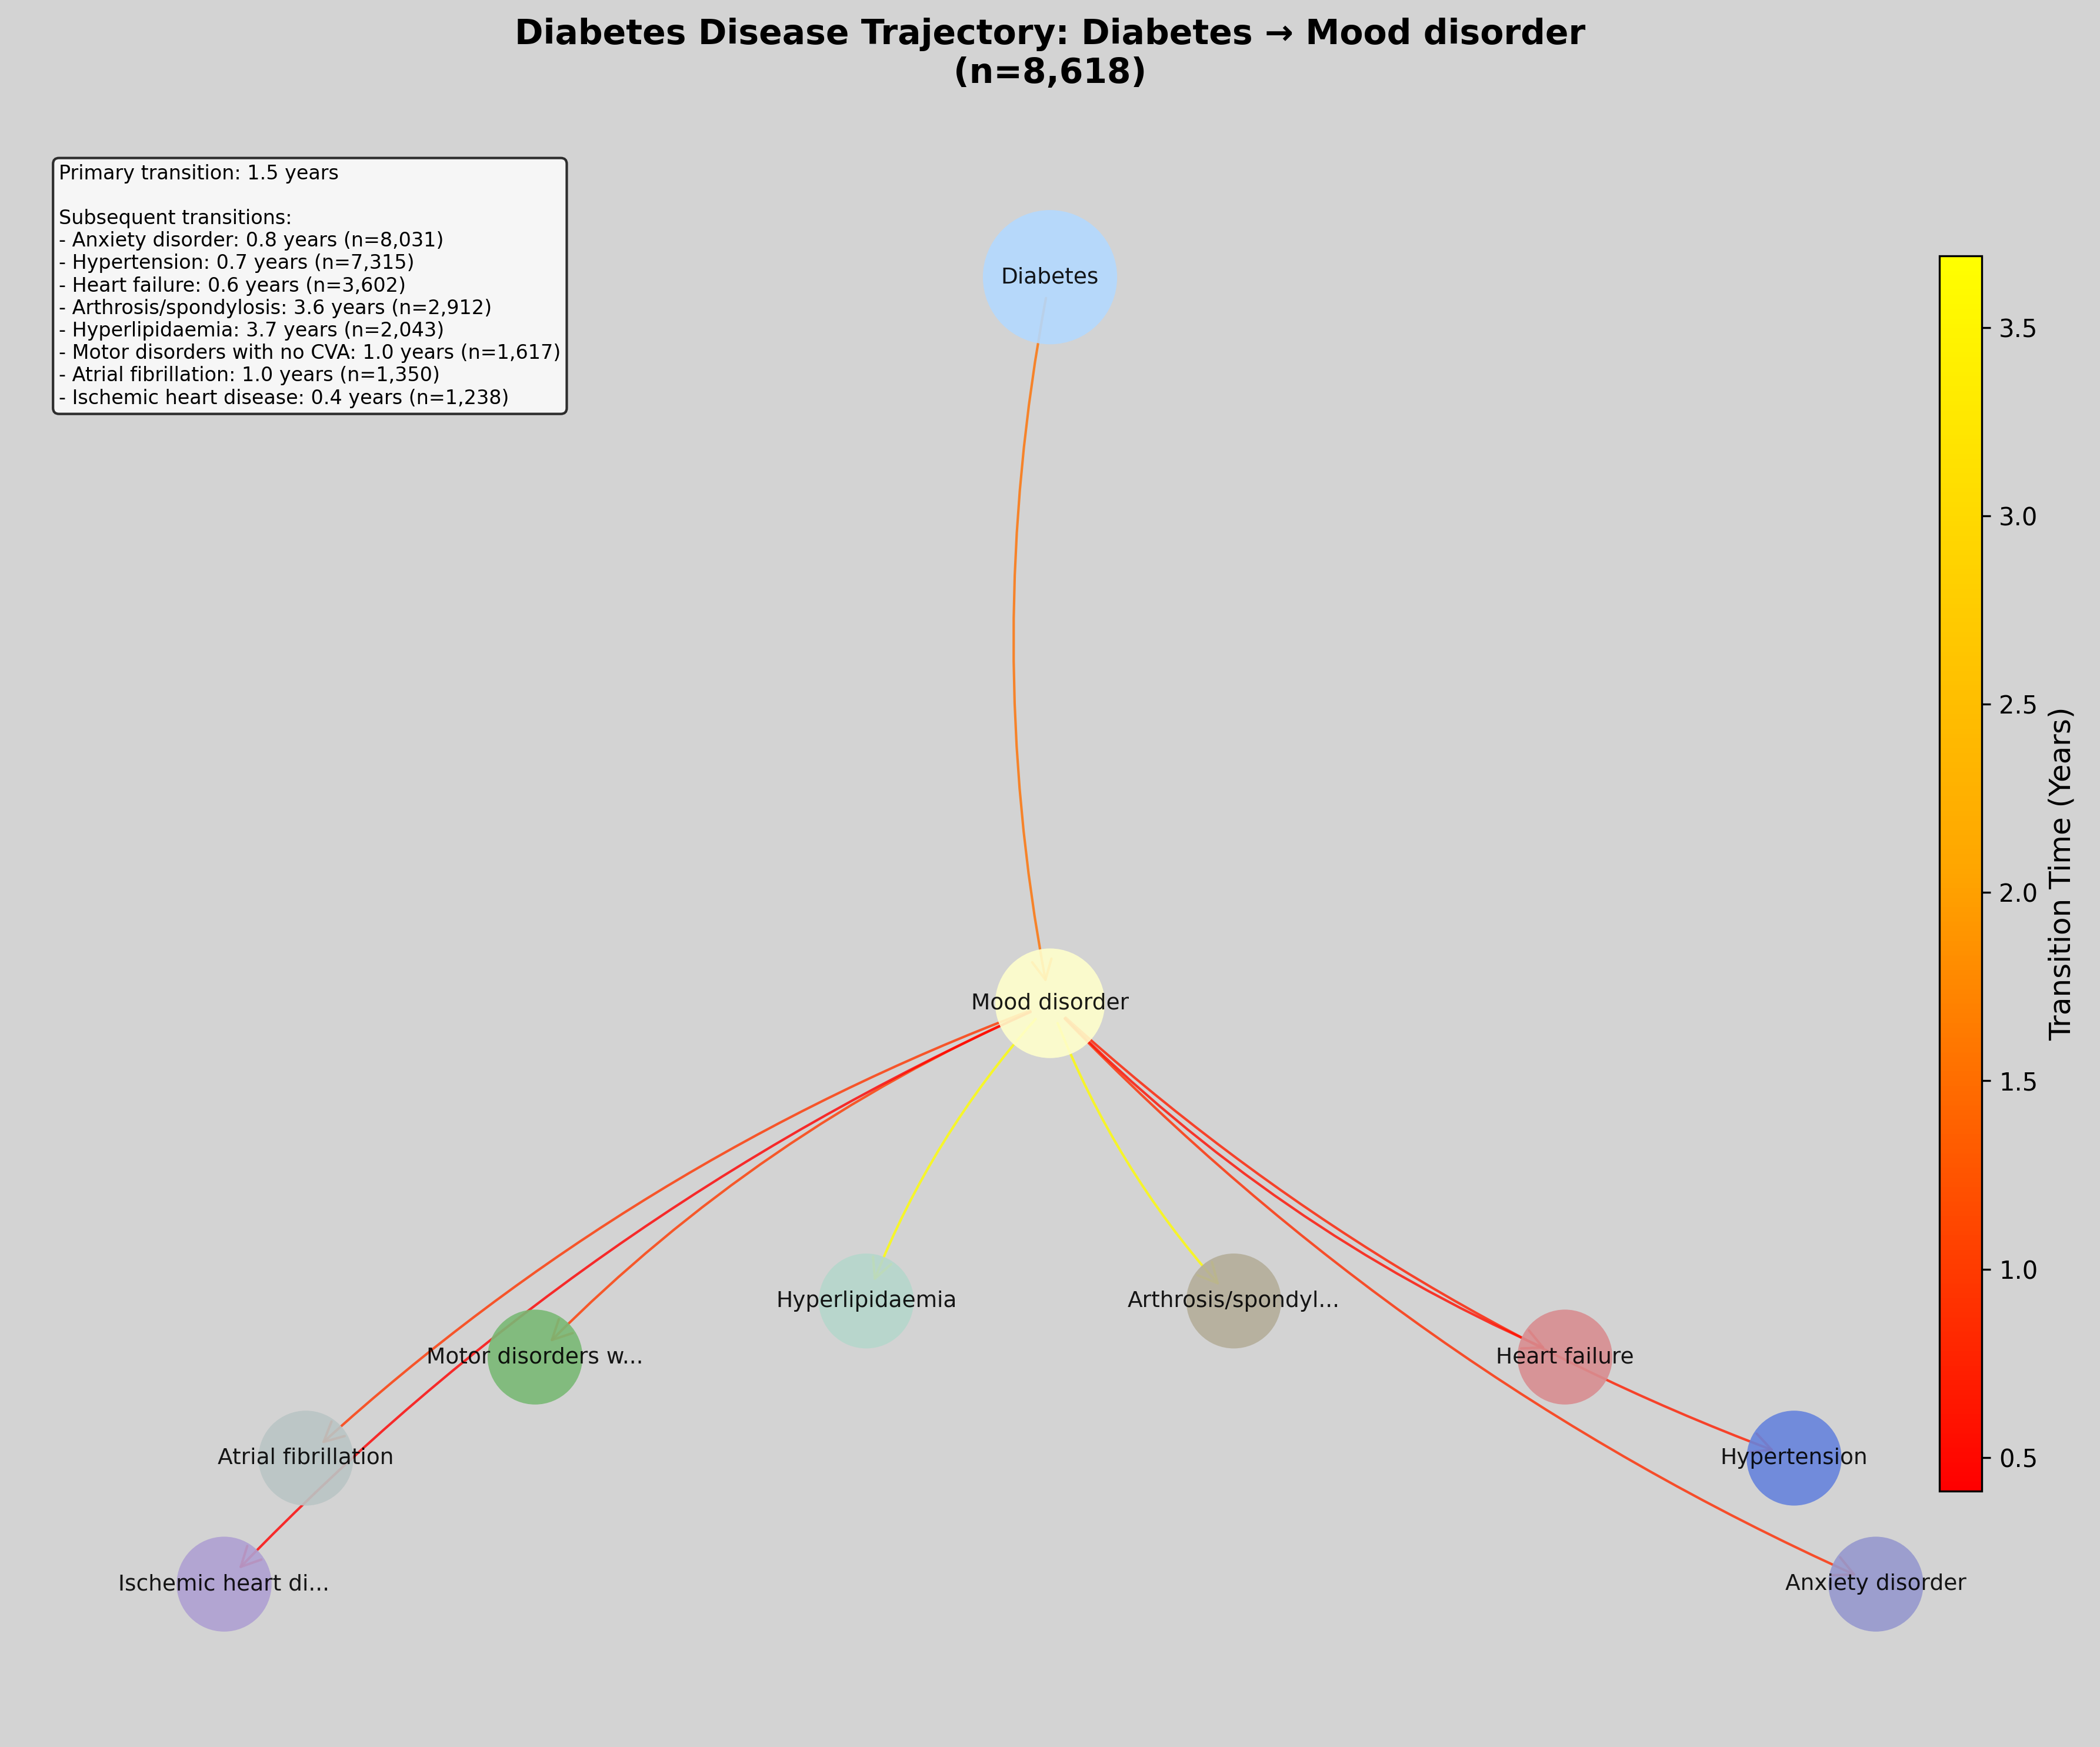 Diabetes Disease Trajectory: Diabetes → Mood disorder
(n=8,618)
Primary transition: 1.5 years
Subsequent transitions:
- Anxiety disorder: 0.8 years (n=8,031)
- Hypertension: 0.7 years (n=7,315)
- Heart failure: 0.6 years (n=3,602)
- Arthrosis/spondylosis: 3.6 years (n=2,912)
- Hyperlipidaemia: 3.7 years (n=2,043)
- Motor disorders with no CVA: 1.0 years (n=1,617)
- Atrial fibrillation: 1.0 years (n=1,350)
- Ischemic heart disease: 0.4 years (n=1,238)
Diabetes
Mood disorder
Hyperlipidaemia
Arthrosis/spondyl...
Motor disorders w...
Heart failure
Atrial fibrillation
Hypertension
Ischemic heart di...
Anxiety disorder
3.5
3.0
2.5
2.0
1.5
1.0
0.5
Transition Time (Years)